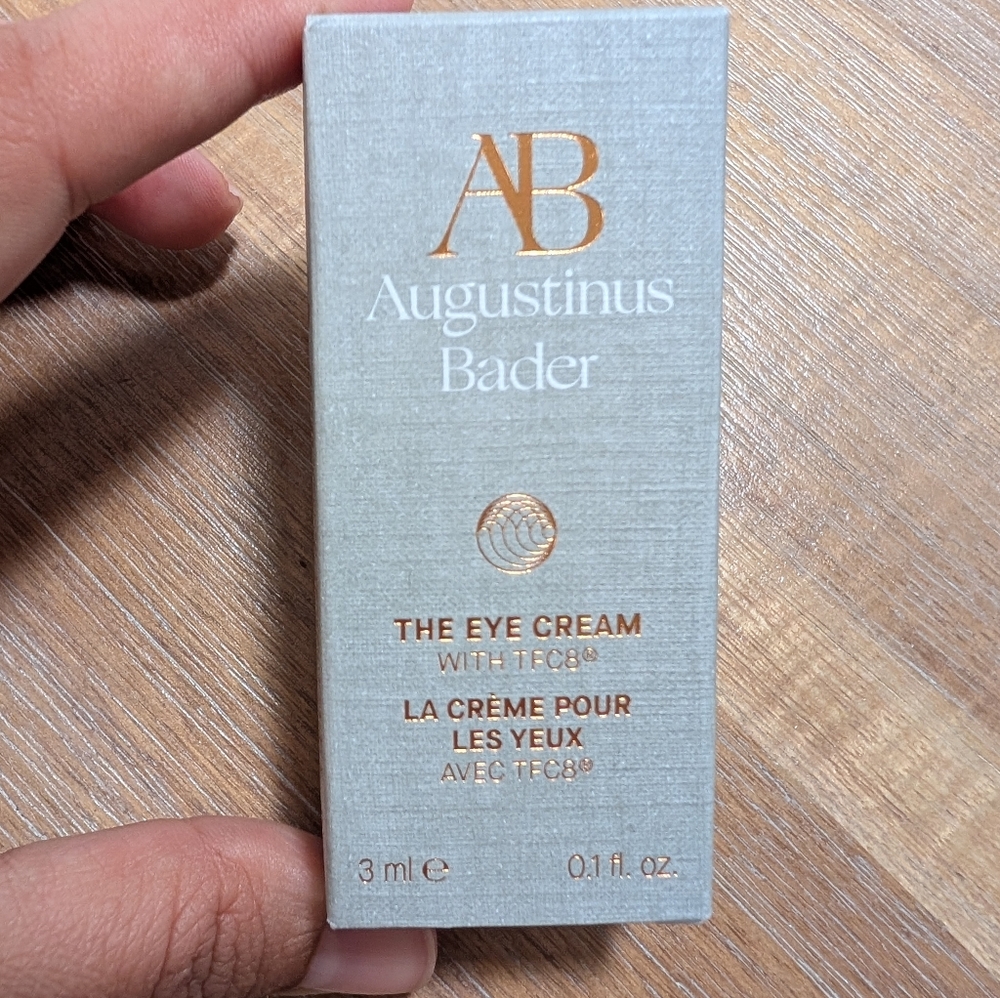 AB
Augustinus
Bader
THE EYE CREAM
WITH TFC8®
LA CRÈME POUR
LES YEUX
AVEC TFC8®
3 ml ℮ 0.1 fl. oz.